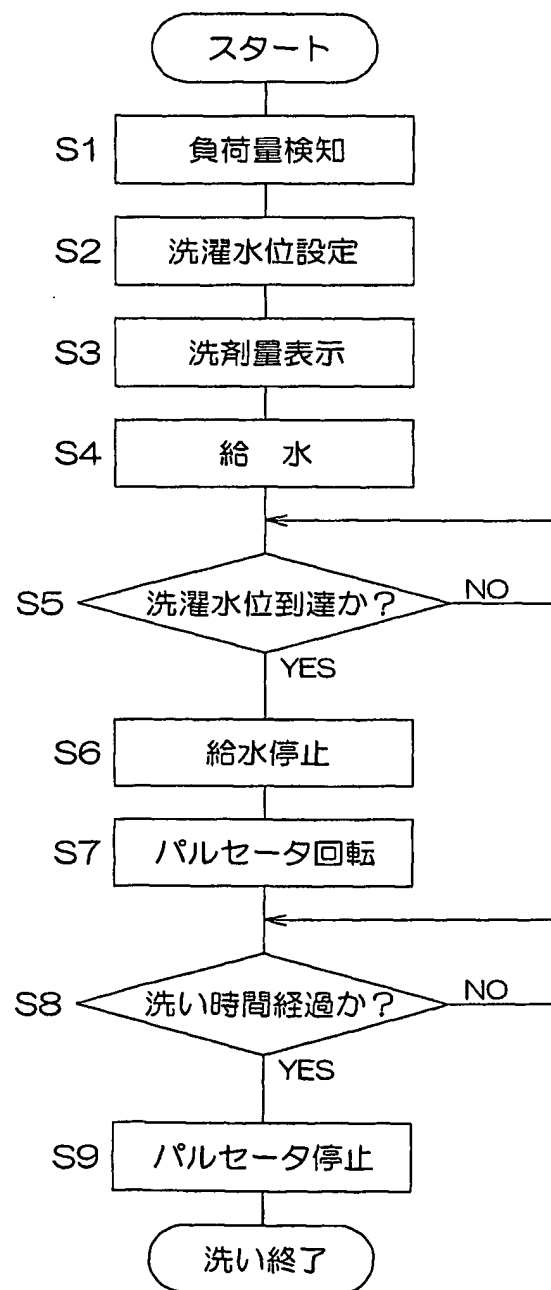 スタート
S1 負荷量検知
S2 洗濯水位設定
S3 洗剤量表示
S4 給　水
S5 洗濯水位到達か？ NO
YES
S6 給水停止
S7 パルセータ回転
S8 洗い時間経過か？ NO
YES
S9 パルセータ停止
洗い終了